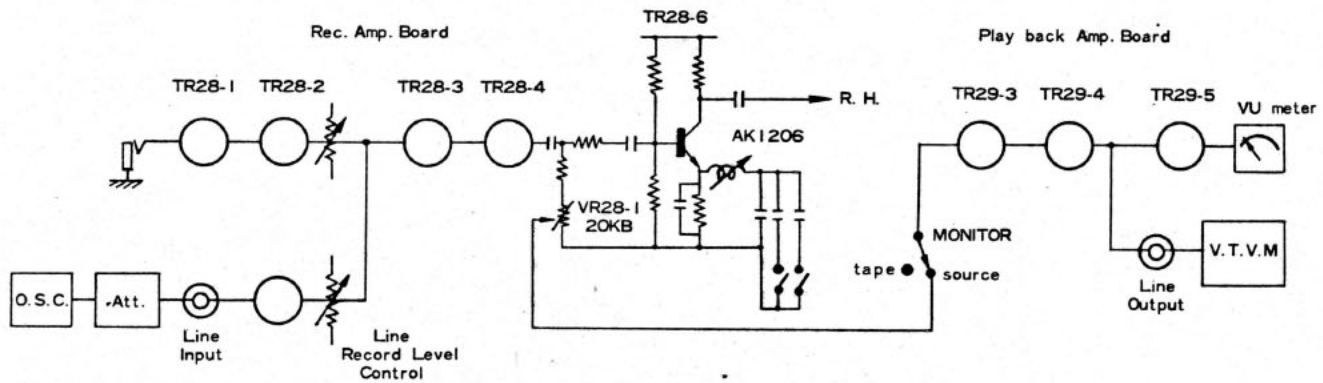 TR28-6
Rec. Amp. Board
Play back Amp. Board
TR28-1
TR28-2
TR28-3
TR28-4
R. H.
TR29-3
TR29-4
TR29-5
VU meter
AK1206
VR28-1
20KB
MONITOR
tape
source
V.T.V.M
Line
Output
O.S.C.
Att.
Line
Input
Line
Record Level
Control